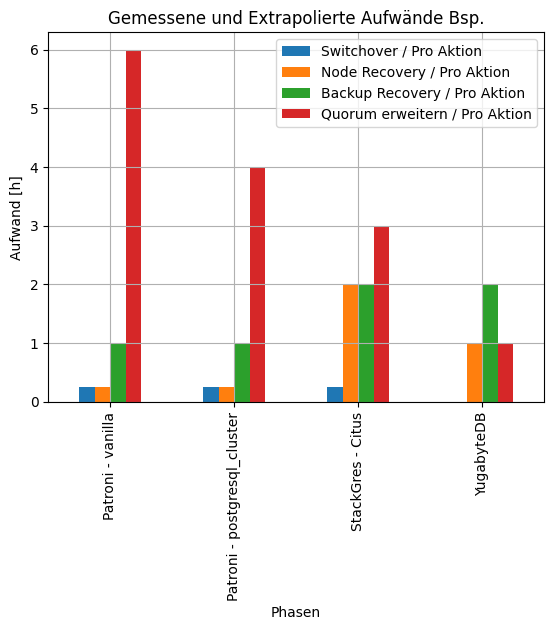 Gemessene und Extrapolierte Aufwände Bsp.
Switchover / Pro Aktion
Node Recovery / Pro Aktion
Backup Recovery / Pro Aktion
Quorum erweitern / Pro Aktion
Aufwand [h]
6
5
4
3
2
1
0
Patroni - vanilla
Patroni - postgresql_cluster
StackGres - Citus
YugabyteDB
Phasen